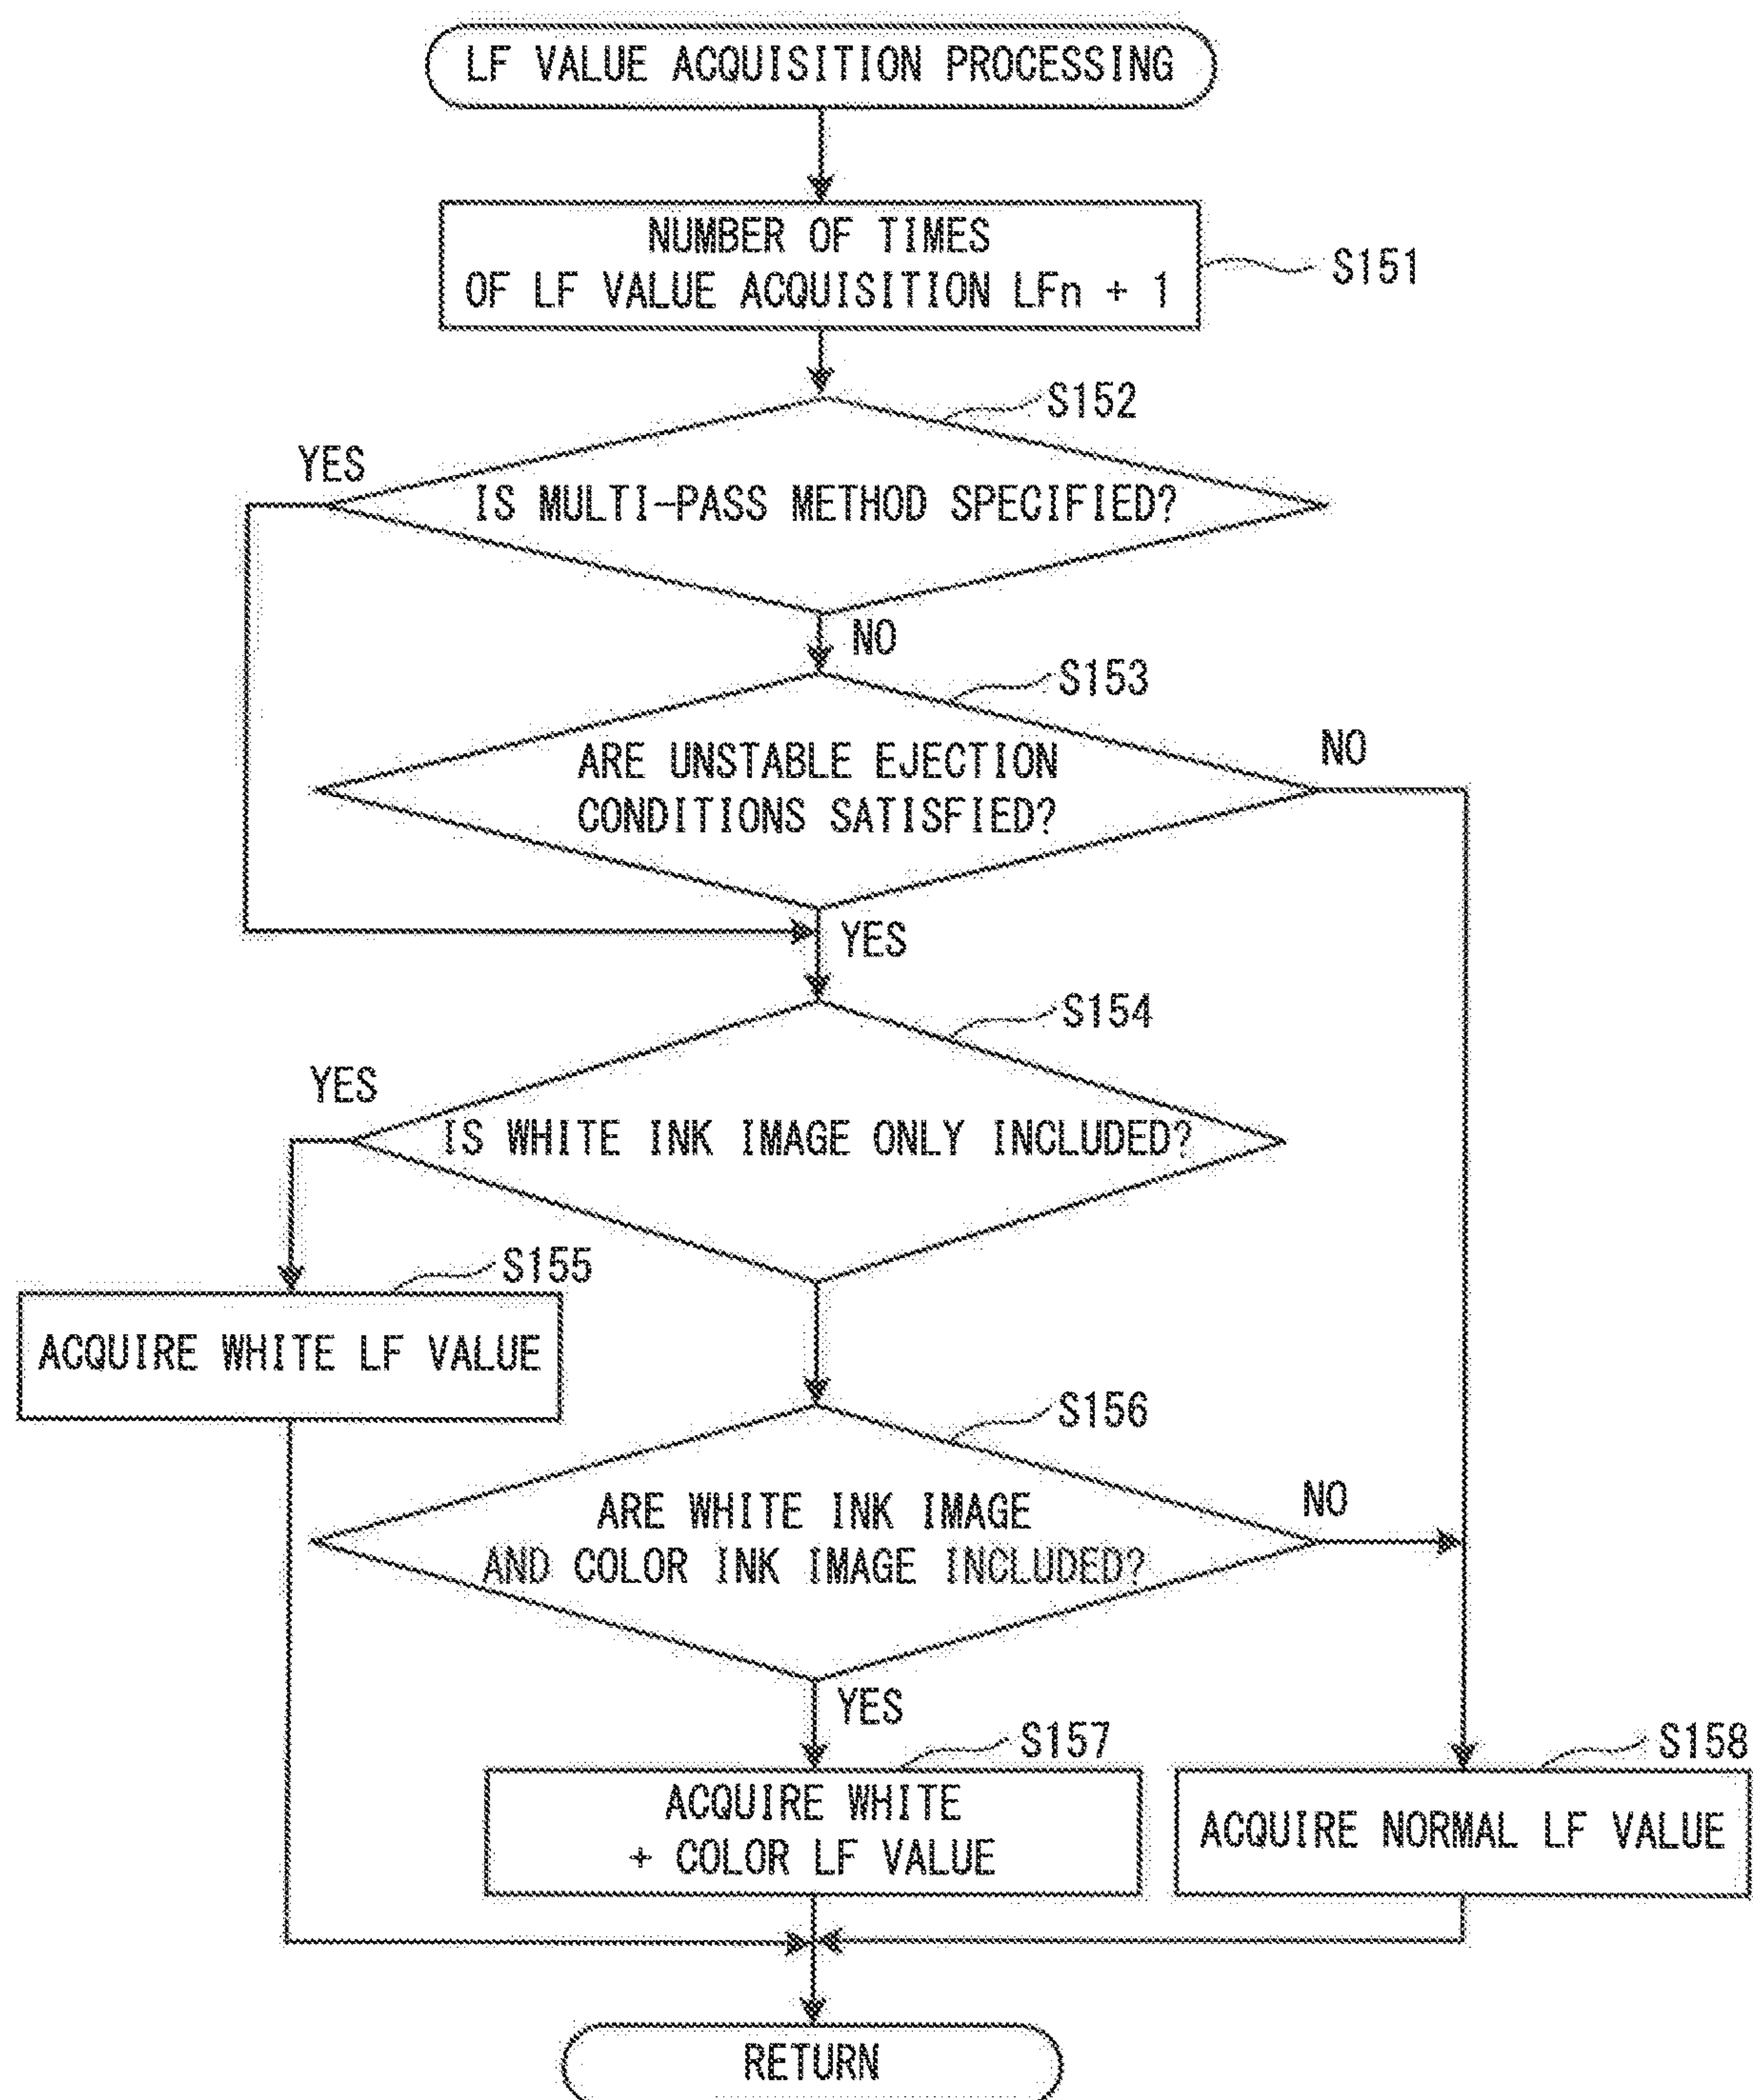 LF VALUE ACQUISITION PROCESSING
NUMBER OF TIMES
OF LF VALUE ACQUISITION LFn + 1
S151
S152
YES
IS MULTI-PASS METHOD SPECIFIED?
NO
S153
ARE UNSTABLE EJECTION
CONDITIONS SATISFIED?
NO
YES
S154
YES
IS WHITE INK IMAGE ONLY INCLUDED?
S155
ACQUIRE WHITE LF VALUE
S156
ARE WHITE INK IMAGE
AND COLOR INK IMAGE INCLUDED?
NO
YES
S157
ACQUIRE WHITE
+ COLOR LF VALUE
S158
ACQUIRE NORMAL LF VALUE
RETURN